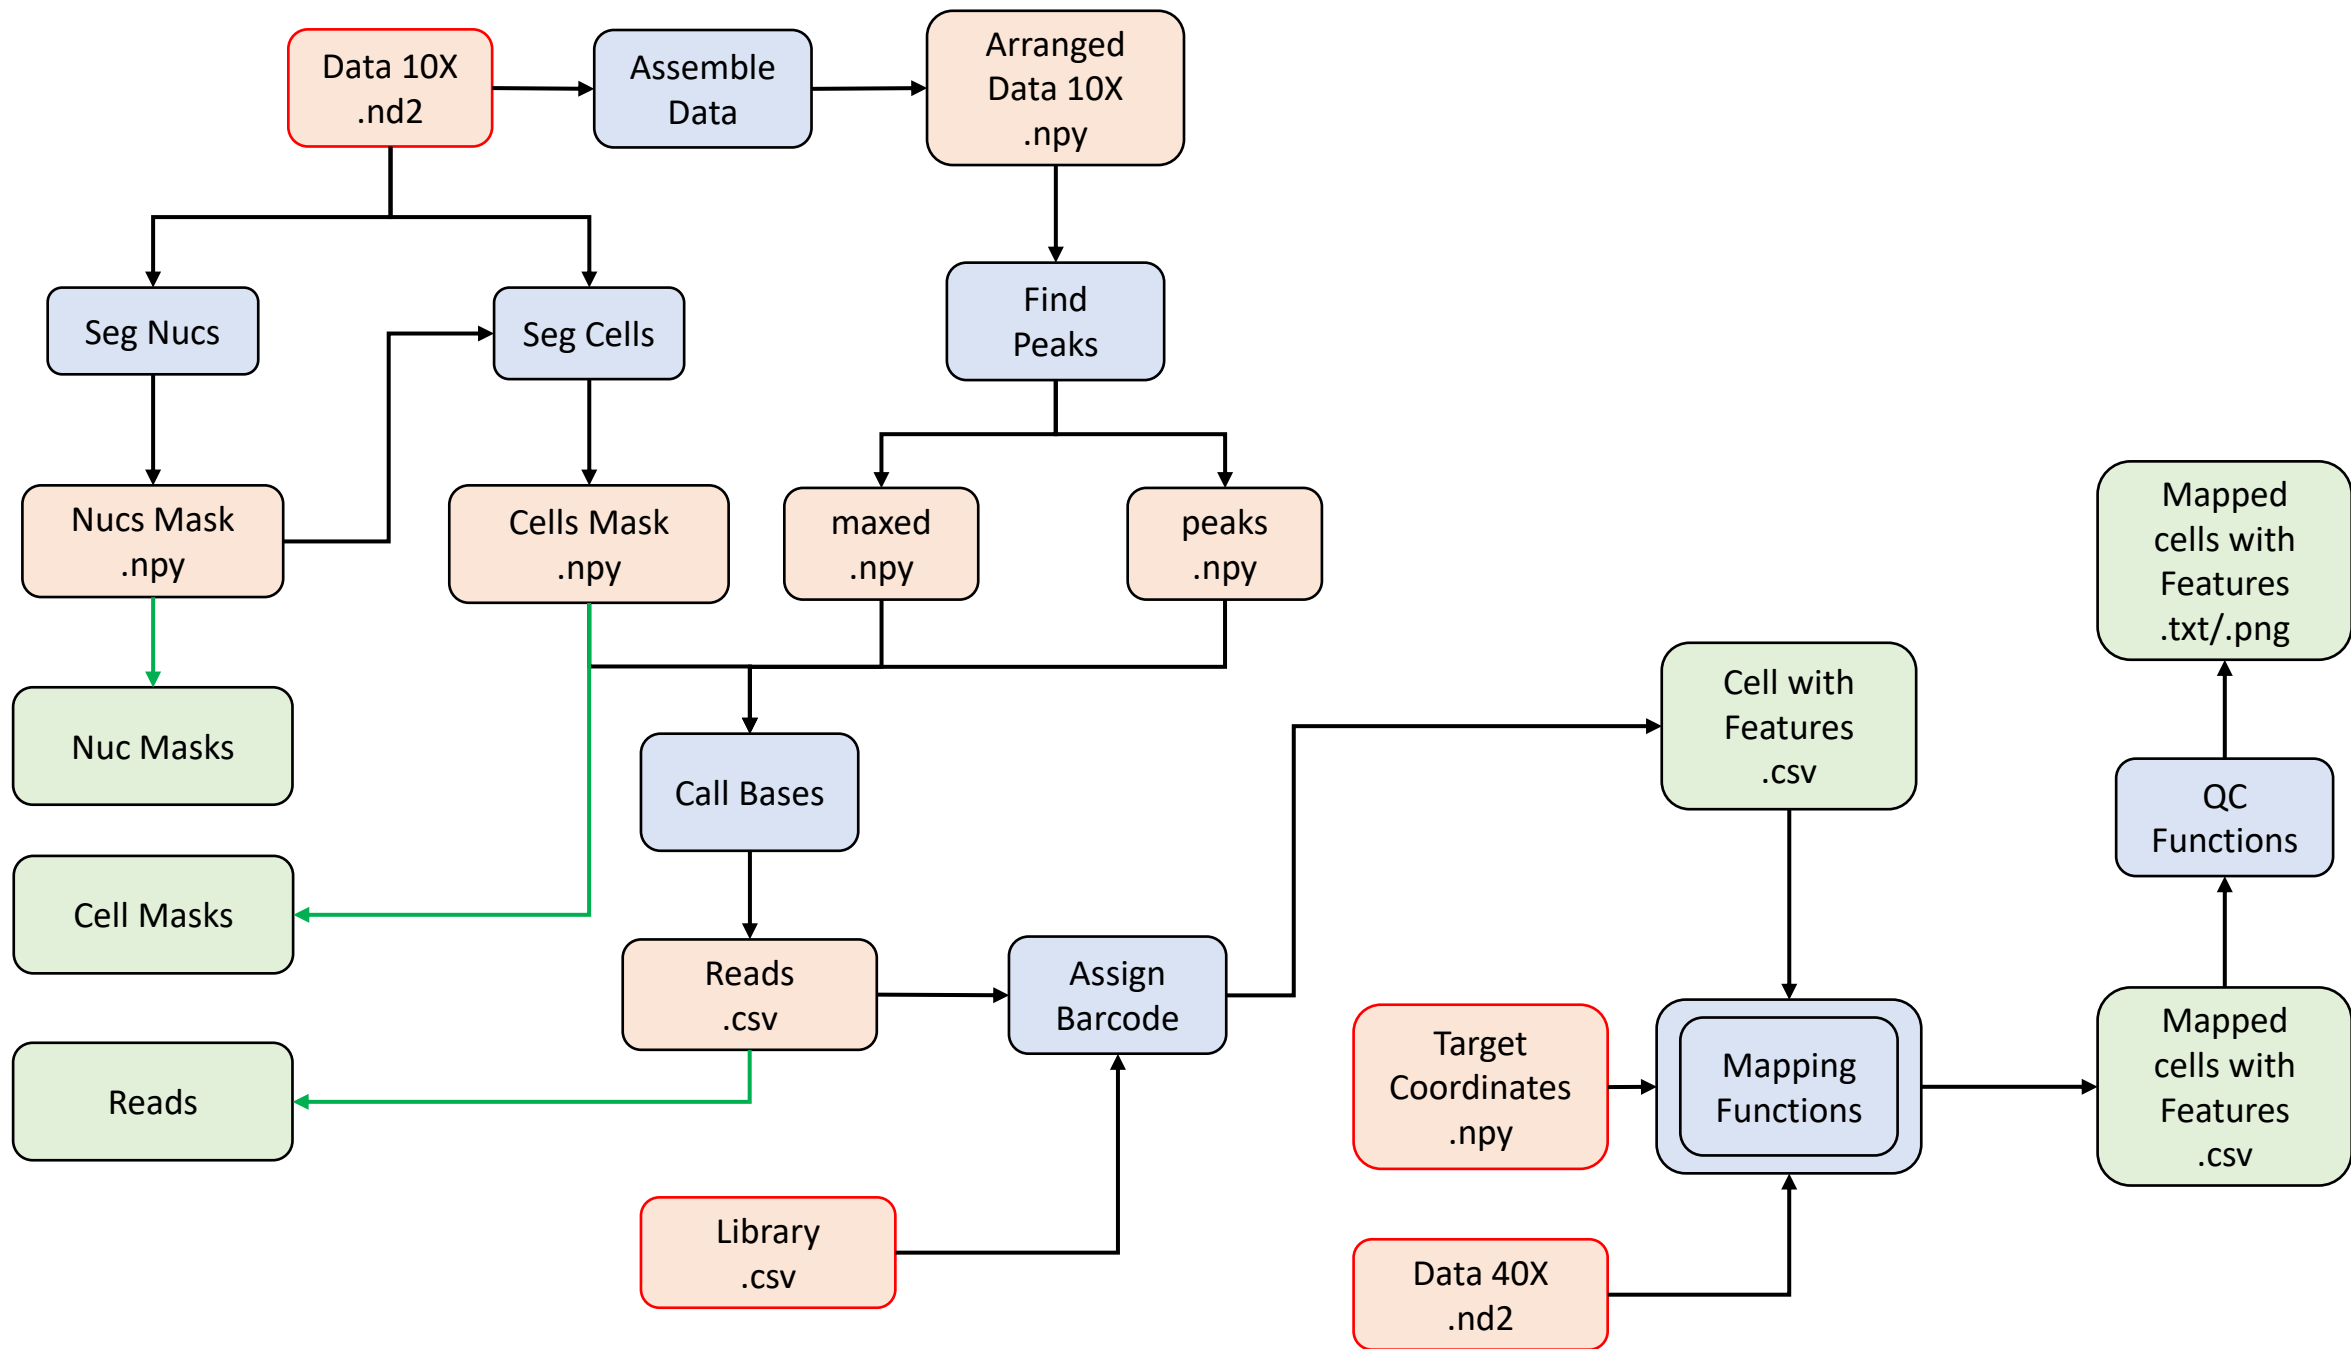 Data 10X
.nd2
Assemble
Data
Arranged
Data 10X
.npy
Seg Nucs
Seg Cells
Find
Peaks
Nucs Mask
.npy
Cells Mask
.npy
maxed
.npy
peaks
.npy
Mapped
cells with
Features
.txt/.png
Nuc Masks
Call Bases
Cell with
Features
.csv
QC
Functions
Cell Masks
Reads
.csv
Assign
Barcode
Target
Coordinates
.npy
Mapping
Functions
Mapped
cells with
Features
.csv
Reads
Library
.csv
Data 40X
.nd2